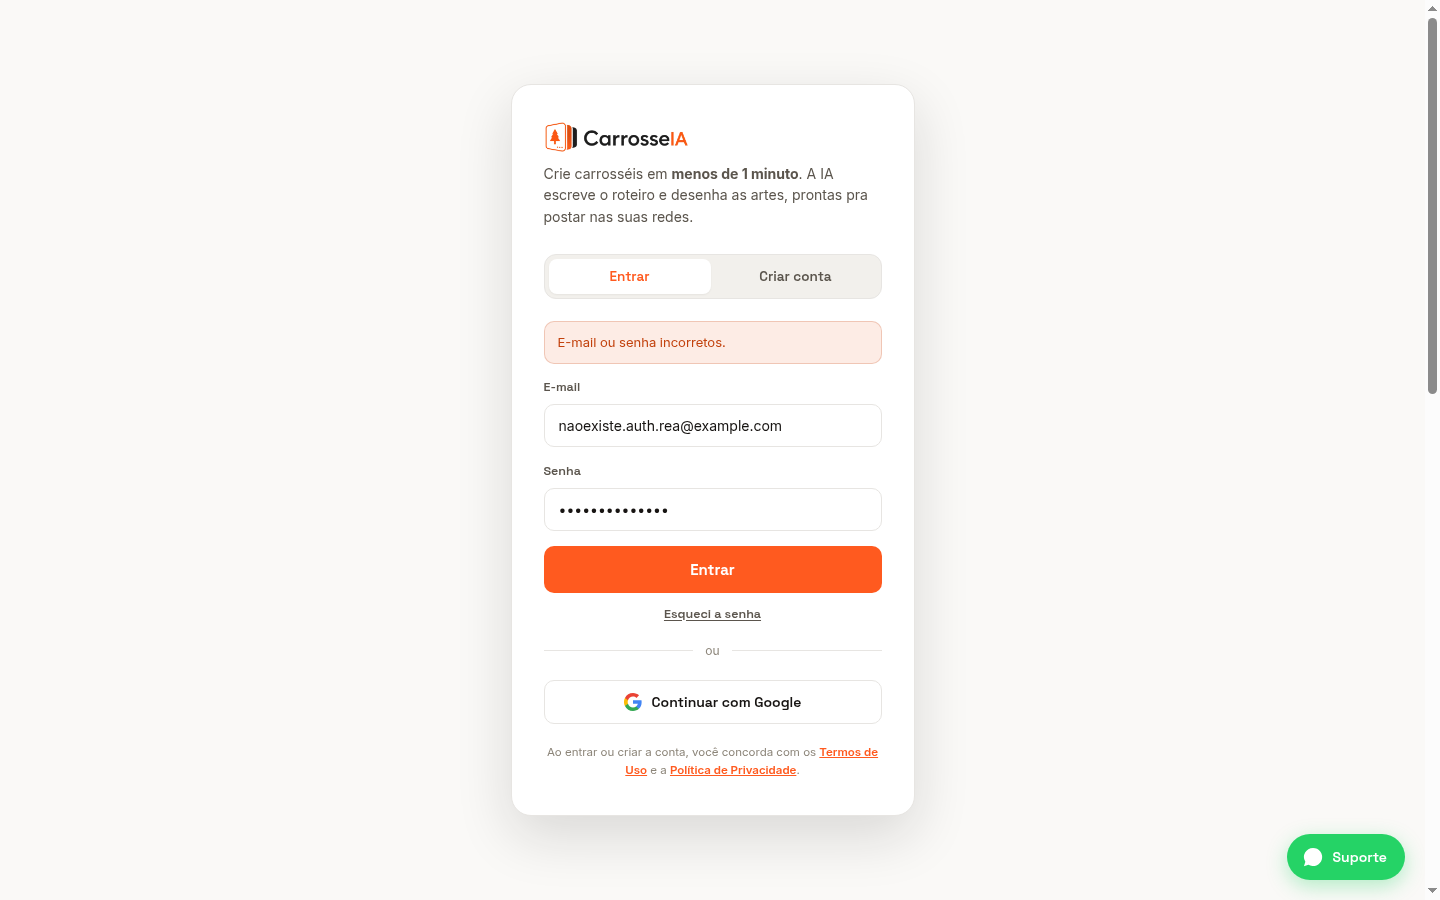 CarrosseIA
Crie carrosséis em menos de 1 minuto. A IA
escreve o roteiro e desenha as artes, prontas pra
postar nas suas redes.
Entrar
Criar conta
E-mail ou senha incorretos.
E-mail
naoexiste.auth.rea@example.com
Senha
••••••••••••••
Entrar
Esqueci a senha
ou
Continuar com Google
Ao entrar ou criar a conta, você concorda com os Termos de
Uso e a Política de Privacidade.
Suporte